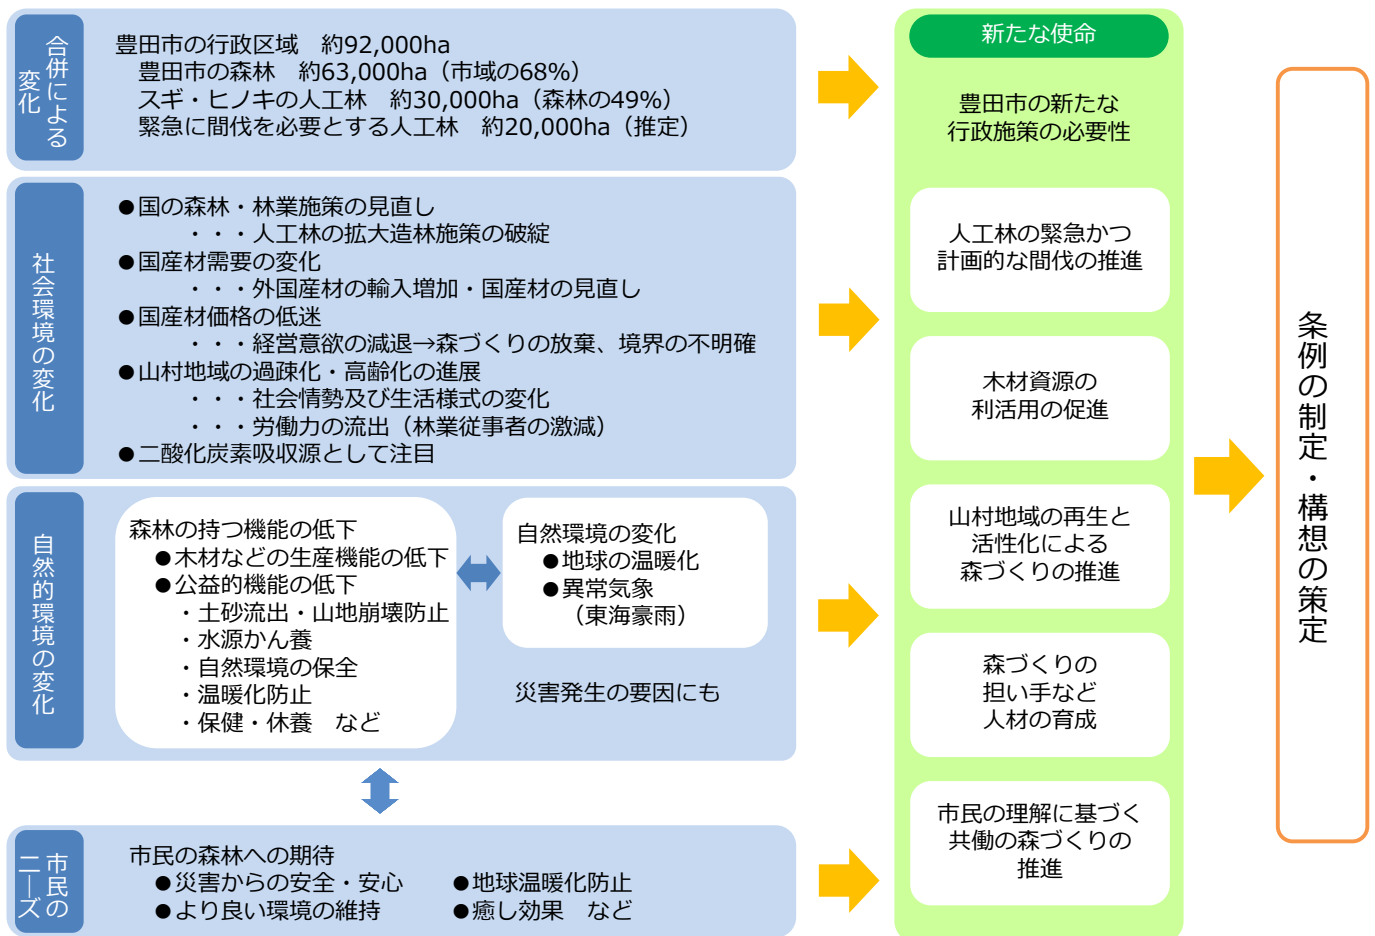 合併による
変化
豊田市の行政区域　約92,000ha
豊田市の森林　約63,000ha（市域の68%）
スギ・ヒノキの人工林　約30,000ha（森林の49%）
緊急に間伐を必要とする人工林　約20,000ha（推定）
社会環境の変化
●国の森林・林業施策の見直し
・・・人工林の拡大造林施策の破綻
●国産材需要の変化
・・・外国産材の輸入増加・国産材の見直し
●国産材価格の低迷
・・・経営意欲の減退→森づくりの放棄、境界の不明確
●山村地域の過疎化・高齢化の進展
・・・社会情勢及び生活様式の変化
・・・労働力の流出（林業従事者の激減）
●二酸化炭素吸収源として注目
自然的環境の変化
森林の持つ機能の低下
●木材などの生産機能の低下
●公益的機能の低下
・土砂流出・山地崩壊防止
・水源かん養
・自然環境の保全
・温暖化防止
・保健・休養　など
自然環境の変化
●地球の温暖化
●異常気象
（東海豪雨）
災害発生の要因にも
市民の
ニーズ
市民の森林への期待
●災害からの安全・安心
●より良い環境の維持
●地球温暖化防止
●癒し効果　など
新たな使命
豊田市の新たな
行政施策の必要性
人工林の緊急かつ
計画的な間伐の推進
木材資源の
利活用の促進
山村地域の再生と
活性化による
森づくりの推進
森づくりの
担い手など
人材の育成
市民の理解に基づく
共働の森づくりの
推進
条例の制定・構想の策定